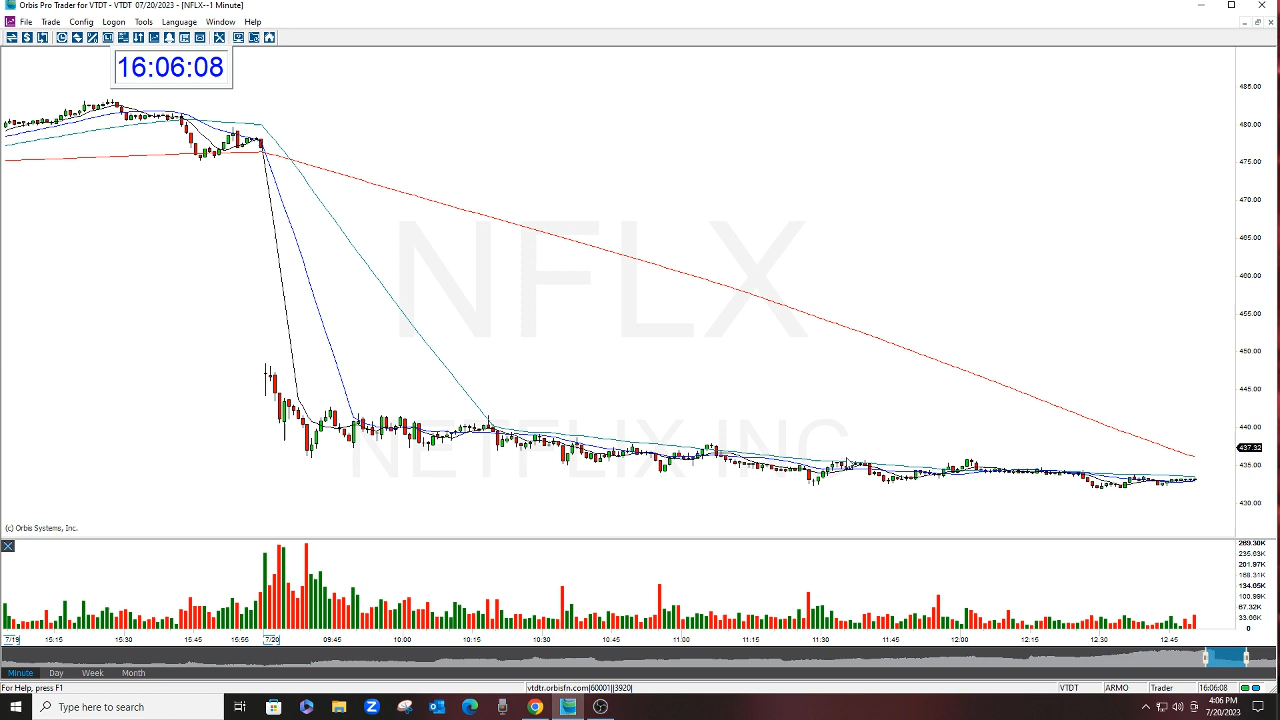 Orbis Pro Trader for VTDT - VTDT 07/20/2023 - [NFLX--1 Minute]
File Trade Config Logon Tools Language Window Help
16:06:08
485.00
480.00
475.00
470.00
465.00
460.00
455.00
450.00
445.00
440.00
437.32
435.00
430.00
NFLX
NETFLIX INC
(c) Orbis Systems, Inc.
269.30K
235.63K
201.97K
168.31K
134.65K
100.99K
67.32K
33.66K
0
7/19 15:15 15:30 15:45 15:56 7/20 09:45 10:00 10:15 10:30 10:45 11:00 11:15 11:30 11:45 12:00 12:15 12:30 12:45
Minute Day Week Month
For Help, press F1 vtdtr.orbisfn.com|60001||3920| VTDT ARMO Trader 16:06:08
Type here to search
4:06 PM
7/20/2023